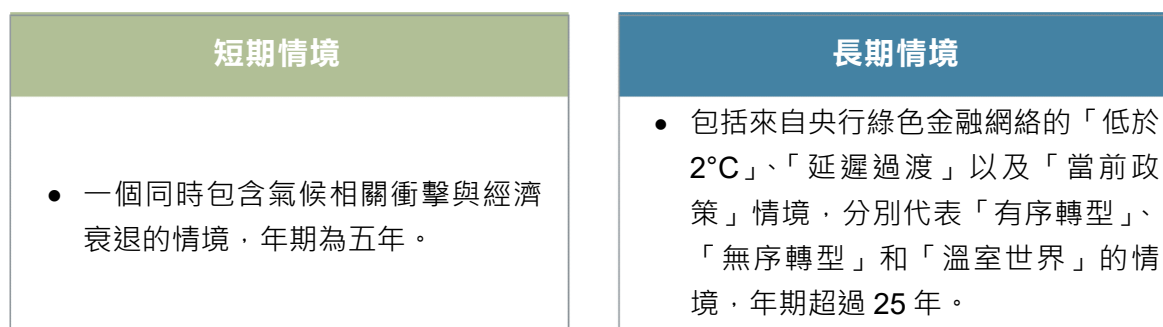 短期情境
● 一個同時包含氣候相關衝擊與經濟
衰退的情境，年期為五年。
長期情境
● 包括來自央行綠色金融網絡的「低於
2°C」、「延遲過渡」以及「當前政
策」情境，分別代表「有序轉型」、
「無序轉型」和「溫室世界」的情
境，年期超過 25 年。